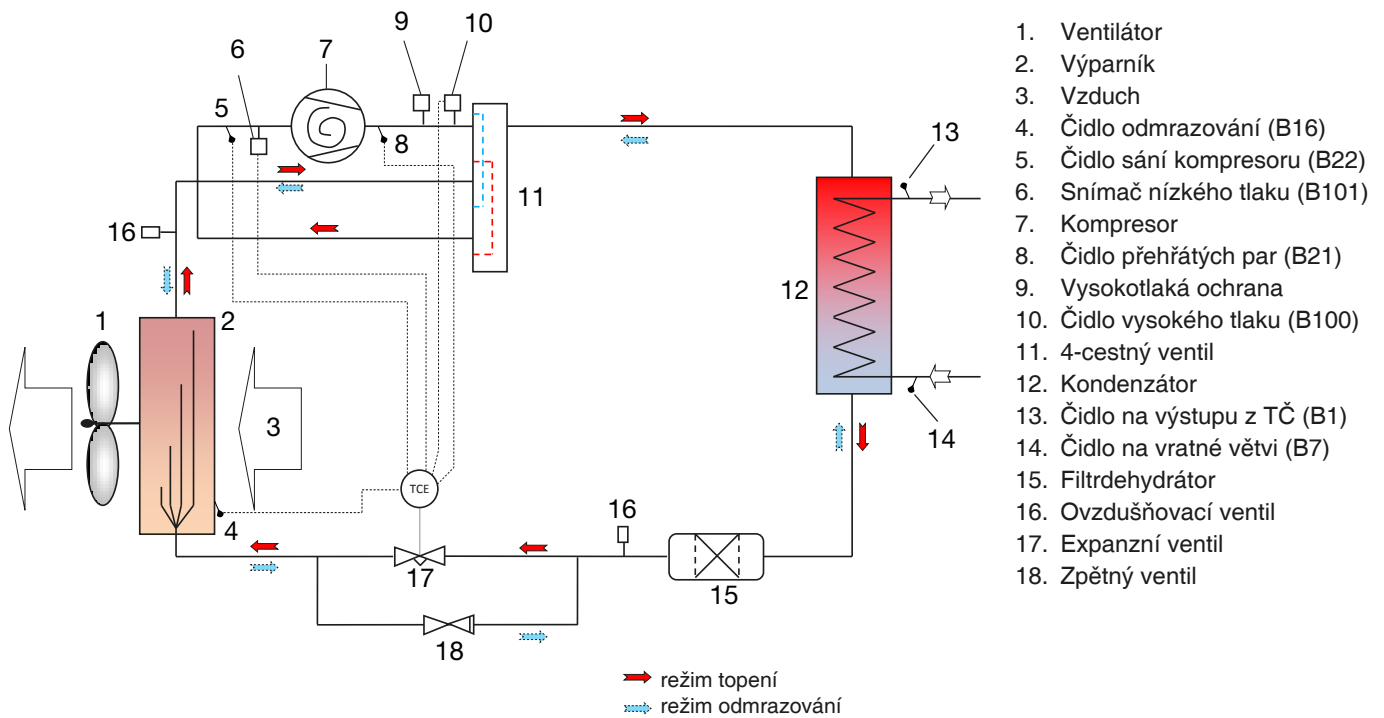 9
10
7
6
5
8
13
11
16
12
1
2
3
14
4
TCE
16
17
15
18
režim topení
režim odmrazování
1. Ventilátor
2. Výparník
3. Vzduch
4. Čidlo odmrazování (B16)
5. Čidlo sání kompresoru (B22)
6. Snímač nízkého tlaku (B101)
7. Kompresor
8. Čidlo přehřátých par (B21)
9. Vysokotlaká ochrana
10. Čidlo vysokého tlaku (B100)
11. 4-cestný ventil
12. Kondenzátor
13. Čidlo na výstupu z TČ (B1)
14. Čidlo na vratné větvi (B7)
15. Filtrdehydrátor
16. Ovzdušňovací ventil
17. Expanzní ventil
18. Zpětný ventil